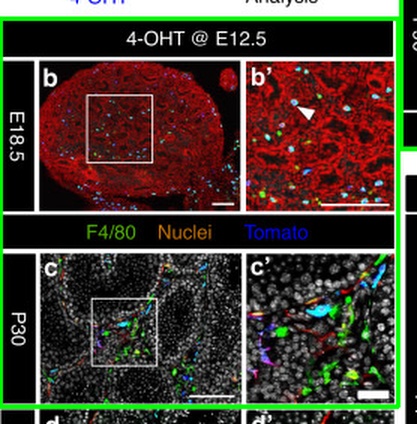 4-OHT
Analysis
4-OHT @ E12.5
E18.5
b
b'
F4/80 Nuclei Tomato
P30
c
c'
d
d'